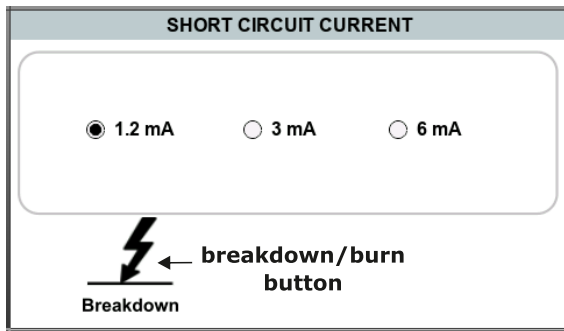 SHORT CIRCUIT CURRENT
1.2 mA 3 mA 6 mA
breakdown/burn
button
Breakdown